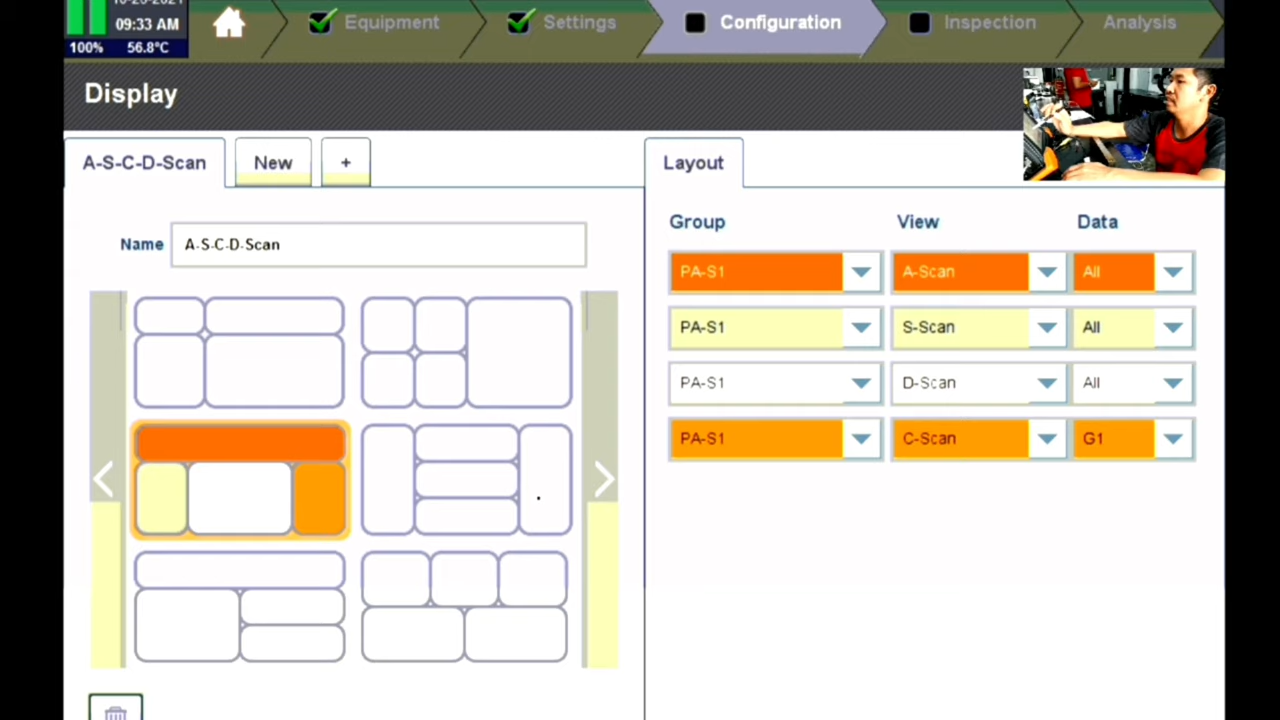 09:33 AM
100% 56.8°C
Equipment
Settings
Configuration
Inspection
Analysis
Display
A-S-C-D-Scan
New
+
Layout
Name A-S-C-D-Scan
Group View Data
PA-S1 A-Scan All
PA-S1 S-Scan All
PA-S1 D-Scan All
PA-S1 C-Scan G1